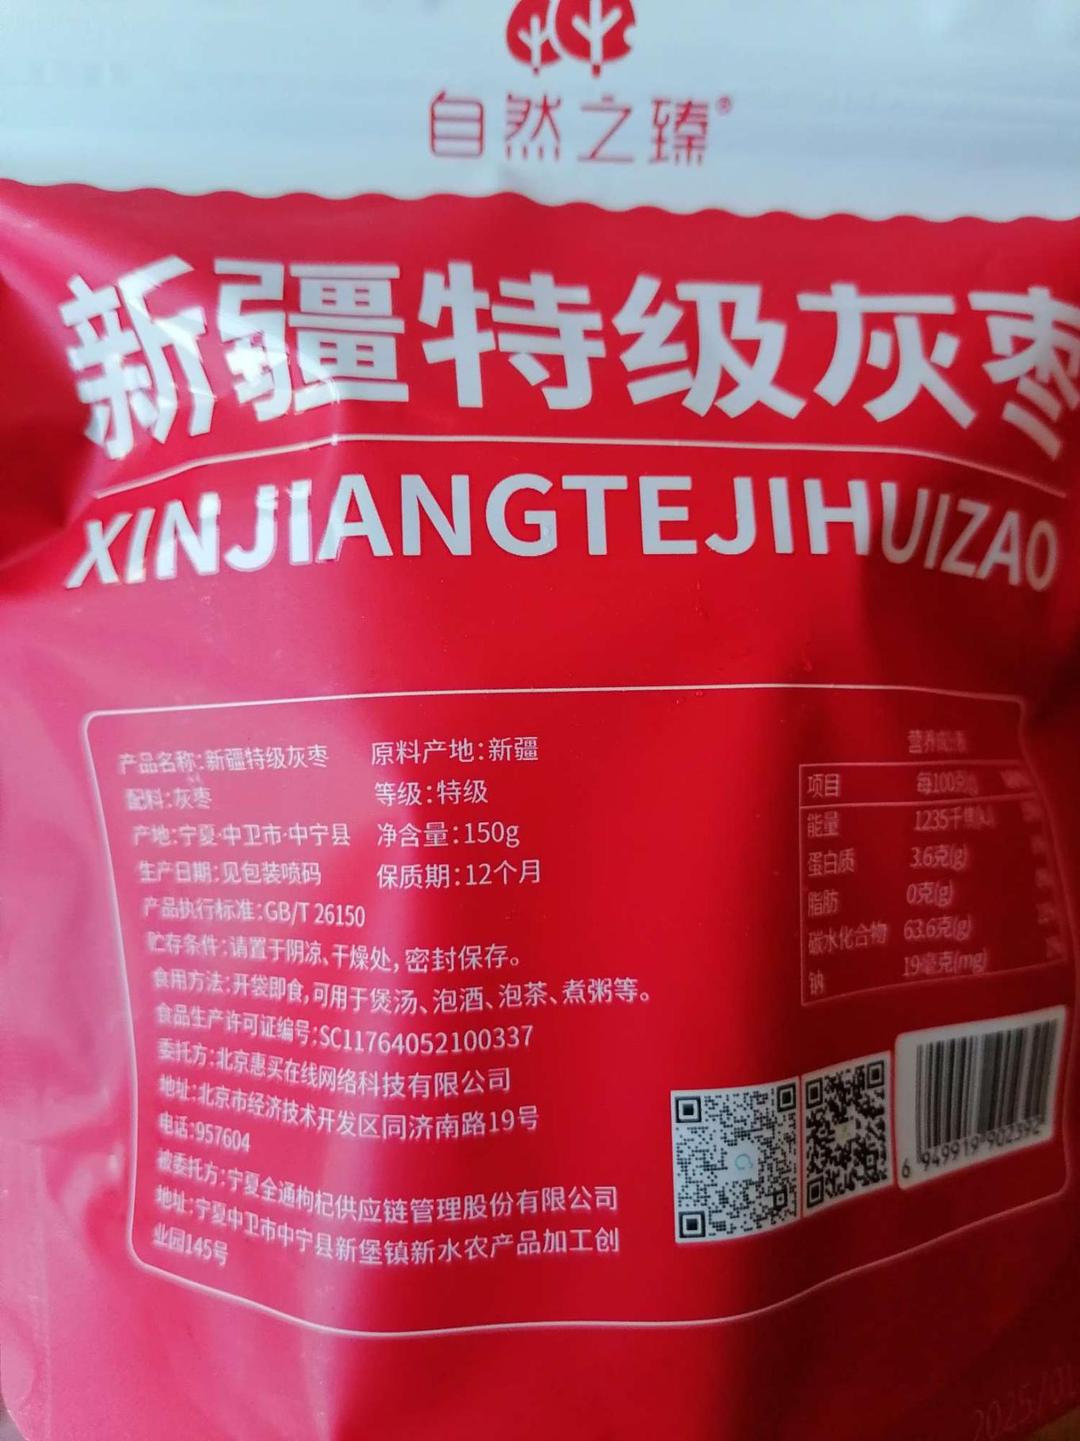 自然之臻®
新疆特级灰枣
XINJIANGTEJIHUIZAO
产品名称:新疆特级灰枣 原料产地:新疆
配料:灰枣 等级:特级
产地:宁夏·中卫市·中宁县 净含量:150g
生产日期:见包装喷码 保质期:12个月
产品执行标准:GB/T 26150
贮存条件:请置于阴凉、干燥处,密封保存。
食用方法:开袋即食,可用于煲汤、泡酒、泡茶、煮粥等。
食品生产许可证编号:SC11764052100337
委托方:北京惠买在线网络科技有限公司
地址:北京市经济技术开发区同济南路19号
电话:957604
被委托方:宁夏全通枸杞供应链管理股份有限公司
地址:宁夏中卫市中宁县新堡镇新水农产品加工创
业园145号
营养成分表
项目 每100克(g)
能量 1235千焦(kJ)
蛋白质 3.6克(g)
脂肪 0克(g)
碳水化合物 63.6克(g)
钠 19毫克(mg)
6 949919 902392
2025/01